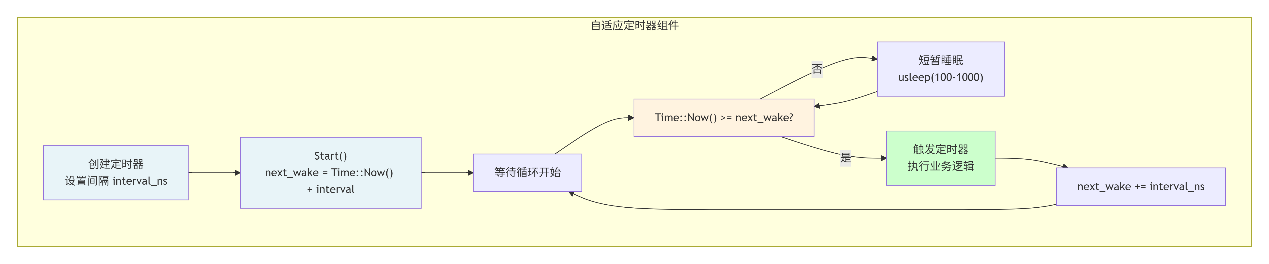 自适应定时器组件
创建定时器
设置间隔 interval_ns
Start()
next_wake = Time::Now()
+ interval
等待循环开始
Time::Now() >= next_wake?
否
短暂睡眠
usleep(100-1000)
是
触发定时器
执行业务逻辑
next_wake += interval_ns